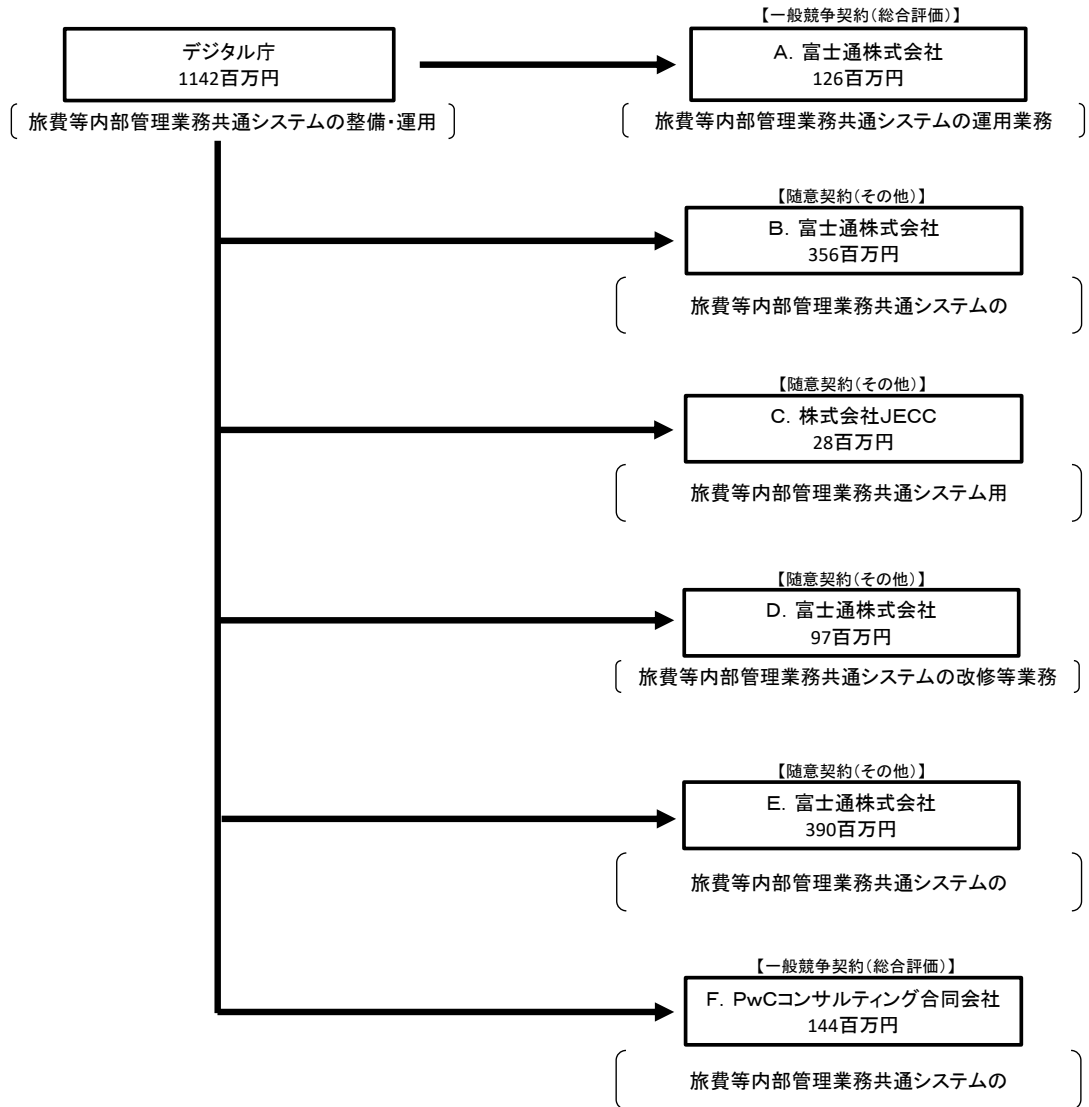 デジタル庁
1142百万円
旅費等内部管理業務共通システムの整備・運用
【一般競争契約(総合評価)】
A. 富士通株式会社
126百万円
旅費等内部管理業務共通システムの運用業務
【随意契約(その他)】
B. 富士通株式会社
356百万円
旅費等内部管理業務共通システムの
【随意契約(その他)】
C. 株式会社JECC
28百万円
旅費等内部管理業務共通システム用
【随意契約(その他)】
D. 富士通株式会社
97百万円
旅費等内部管理業務共通システムの改修等業務
【随意契約(その他)】
E. 富士通株式会社
390百万円
旅費等内部管理業務共通システムの
【一般競争契約(総合評価)】
F. PwCコンサルティング合同会社
144百万円
旅費等内部管理業務共通システムの